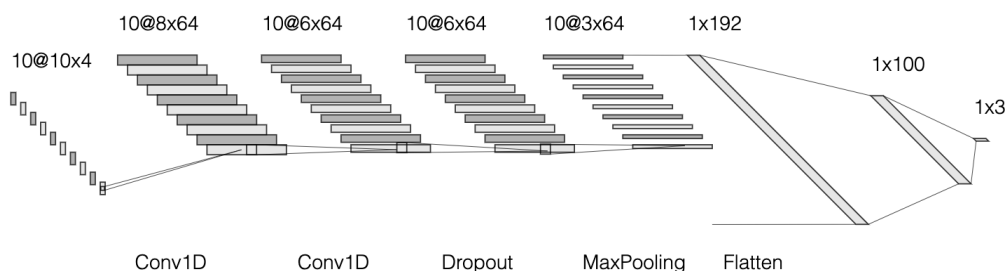 10@10x4
10@8x64
10@6x64
10@6x64
10@3x64
1x192
1x100
1x3
Conv1D
Conv1D
Dropout
MaxPooling
Flatten